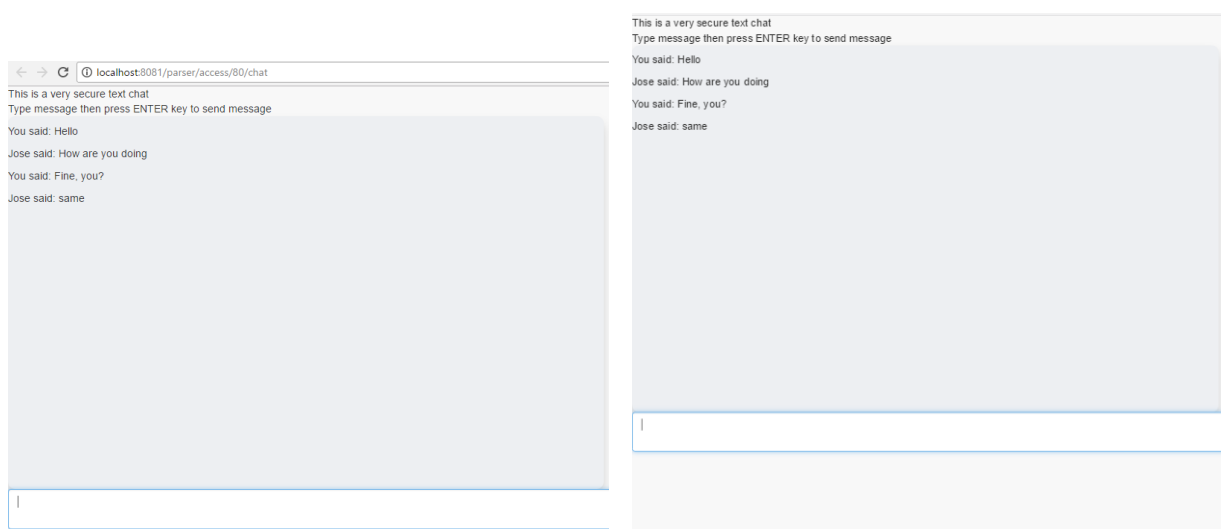 localhost:8081/parser/access/80/chat
This is a very secure text chat
Type message then press ENTER key to send message
You said: Hello
Jose said: How are you doing
You said: Fine, you?
Jose said: same
This is a very secure text chat
Type message then press ENTER key to send message
You said: Hello
Jose said: How are you doing
You said: Fine, you?
Jose said: same